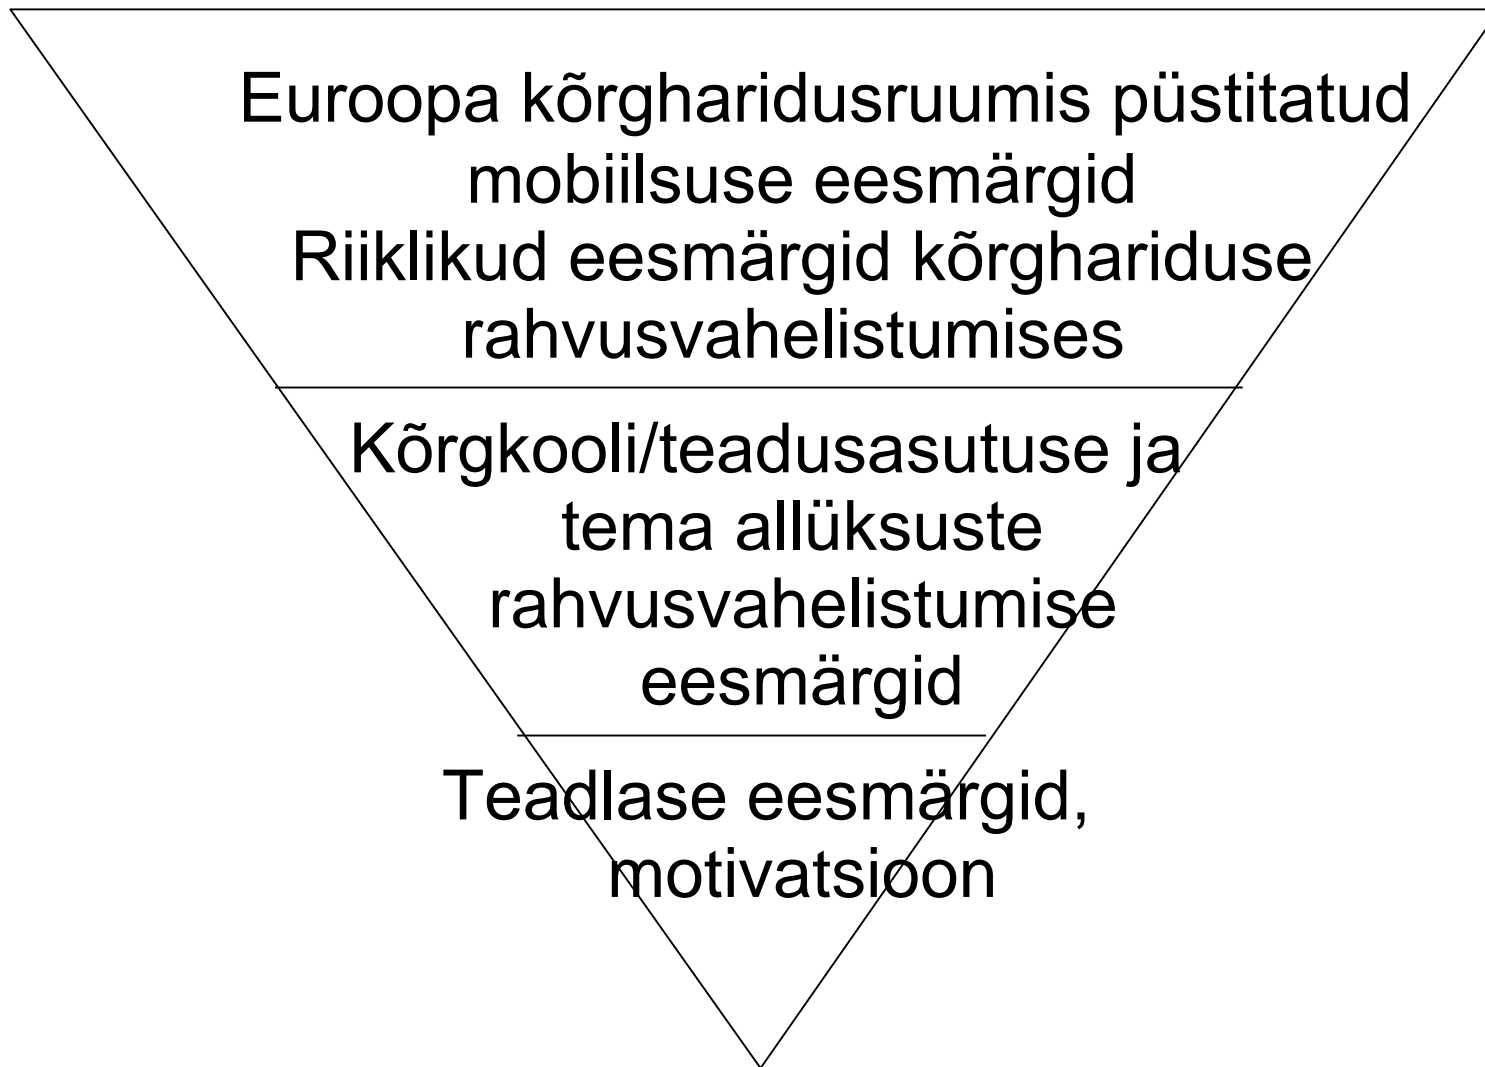 Euroopa kõrgharidusruumis püstitatud
mobiilsuse eesmärgid
Riiklikud eesmärgid kõrghariduse
rahvusvahelistumises
Kõrgkooli/teadusasutuse ja
tema allüksuste
rahvusvahelistumise
eesmärgid
Teadlase eesmärgid,
motivatsioon